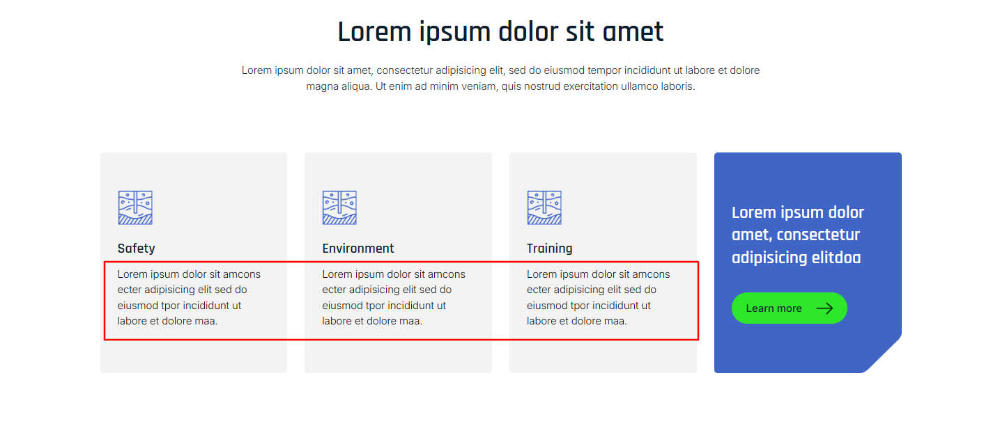 Lorem ipsum dolor sit amet
Lorem ipsum dolor sit amet, consectetur adipisicing elit, sed do eiusmod tempor incididunt ut labore et dolore
magna aliqua. Ut enim ad minim veniam, quis nostrud exercitation ullamco laboris.
Safety
Lorem ipsum dolor sit amcons
ecter adipisicing elit sed do
eiusmod tpor incididunt ut
labore et dolore maa.
Environment
Lorem ipsum dolor sit amcons
ecter adipisicing elit sed do
eiusmod tpor incididunt ut
labore et dolore maa.
Training
Lorem ipsum dolor sit amcons
ecter adipisicing elit sed do
eiusmod tpor incididunt ut
labore et dolore maa.
Lorem ipsum dolor
amet, consectetur
adipisicing elitdoa
Learn more